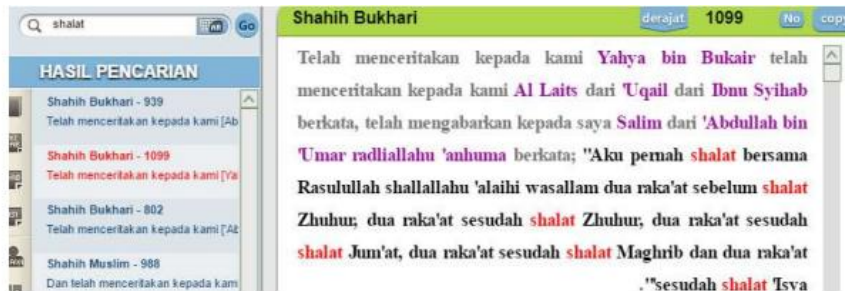 shalat
Go
HASIL PENCARIAN
Shahih Bukhari - 939
Telah menceritakan kepada kami [Ab
Shahih Bukhari - 1099
Telah menceritakan kepada kami [Ya
Shahih Bukhari - 802
Telah menceritakan kepada kami ['Ab
Shahih Muslim - 988
Dan telah menceritakan kepada kam
Shahih Bukhari derajat 1099 No copy
Telah menceritakan kepada kami Yahya bin Bukair telah
menceritakan kepada kami Al Laits dari 'Uqail dari Ibnu Syihab
berkata, telah mengabarkan kepada saya Salim dari 'Abdullah bin
'Umar radliallahu 'anhuma berkata; "Aku pernah shalat bersama
Rasulullah shallallahu 'alaihi wasallam dua raka'at sebelum shalat
Zhuhur, dua raka'at sesudah shalat Zhuhur, dua raka'at sesudah
shalat Jum'at, dua raka'at sesudah shalat Maghrib dan dua raka'at
."'sesudah shalat 'Isya